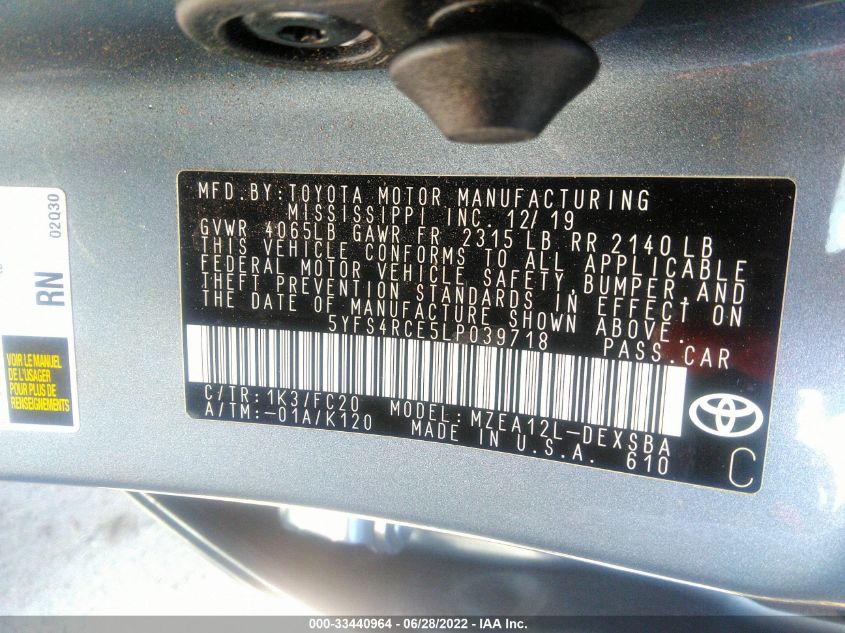 MFD.BY:TOYOTA MOTOR MANUFACTURING
MISSISSIPPI INC. 12/19
GVWR 4065LB GAWR FR 2315 LB RR 2140 LB
THIS VEHICLE CONFORMS TO ALL APPLICABLE
FEDERAL MOTOR VEHICLE SAFETY,BUMPER,AND
THEFT PREVENTION STANDARDS IN EFFECT ON
THE DATE OF MANUFACTURE SHOWN ABOVE.
5YFS4RCE5LP039718 PASS.CAR
C/TR:1K3/FC20 MODEL:MZEA12L-DEXSBA
A/TM:-01A/K120 MADE IN U.S.A. 610
C
02Q30
RN
VOIR LE MANUEL
DE L'USAGER
POUR PLUS DE
RENSEIGNEMENT
000-33440964 - 06/28/2022 - IAA Inc.